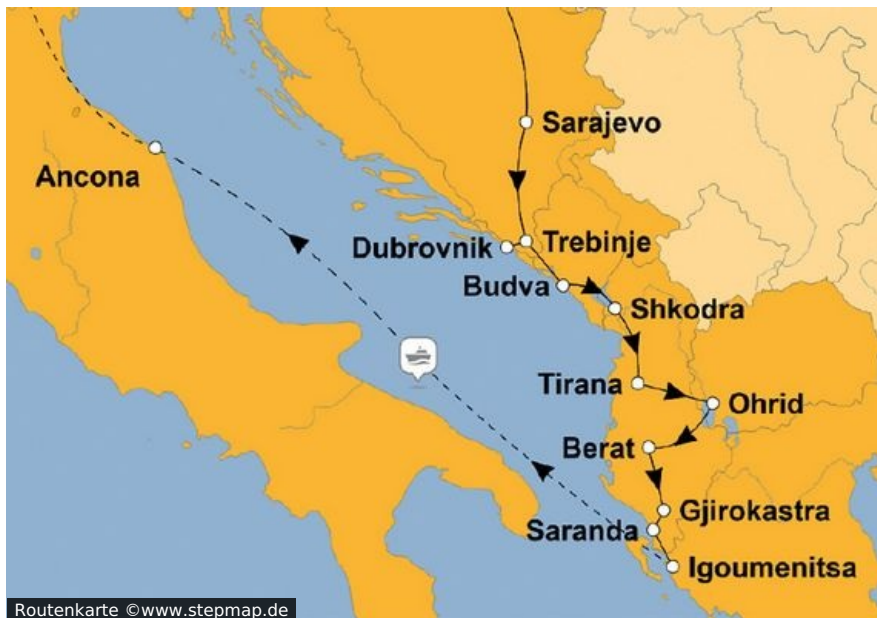 Sarajevo
Ancona
Trebinje
Dubrovnik
Budva
Shkodra
Tirana
Ohrid
Berat
Gjirokastra
Saranda
Igoumenitsa
Routenkarte ©www.stepmap.de